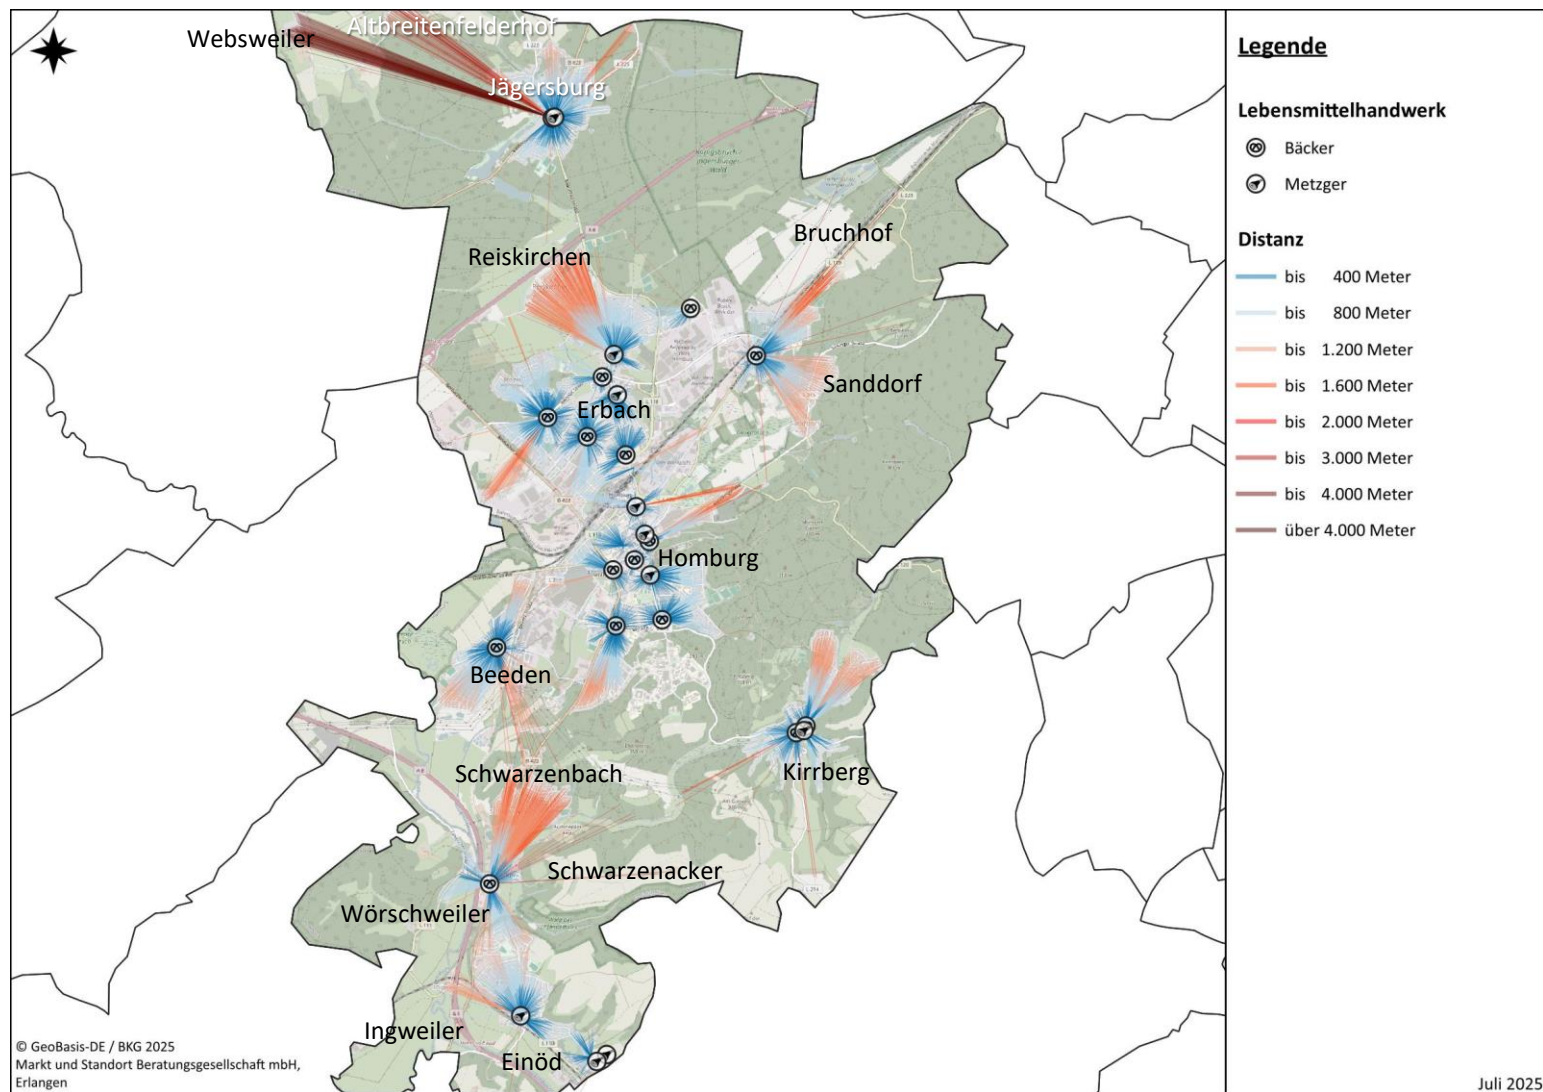 Altbreitenfelderhof
Websweiler
Jägersburg
Bruchhof
Reiskirchen
Sanddorf
Erbach
Homburg
Beeden
Kirrberg
Schwarzenbach
Schwarzenacker
Wörschweiler
Ingweiler
Einöd
© GeoBasis-DE / BKG 2025
Markt und Standort Beratungsgesellschaft mbH,
Erlangen
Legende
Lebensmittelhandwerk
Bäcker
Metzger
Distanz
bis 400 Meter
bis 800 Meter
bis 1.200 Meter
bis 1.600 Meter
bis 2.000 Meter
bis 3.000 Meter
bis 4.000 Meter
über 4.000 Meter
Juli 2025